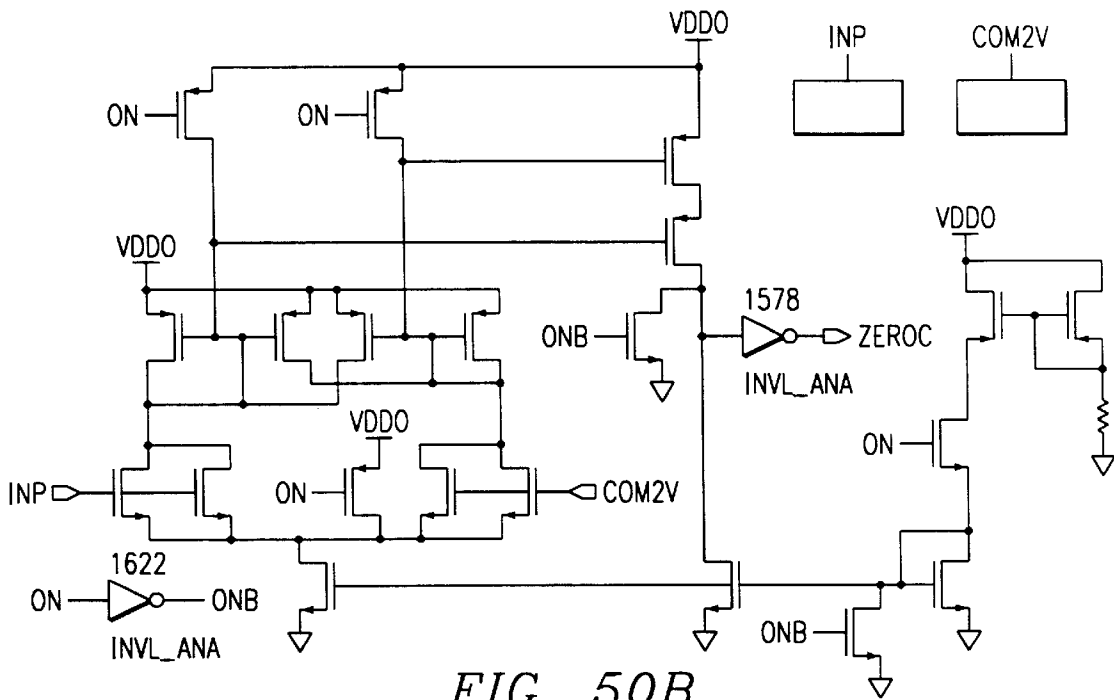 VDDO
INP
COM2V
ON
ON
VDDO
VDDO
1578
ONB
ZEROC
INVL_ANA
VDDO
ON
INP
ON
COM2V
1622
ON
ONB
INVL_ANA
ONB
FIG. 50B